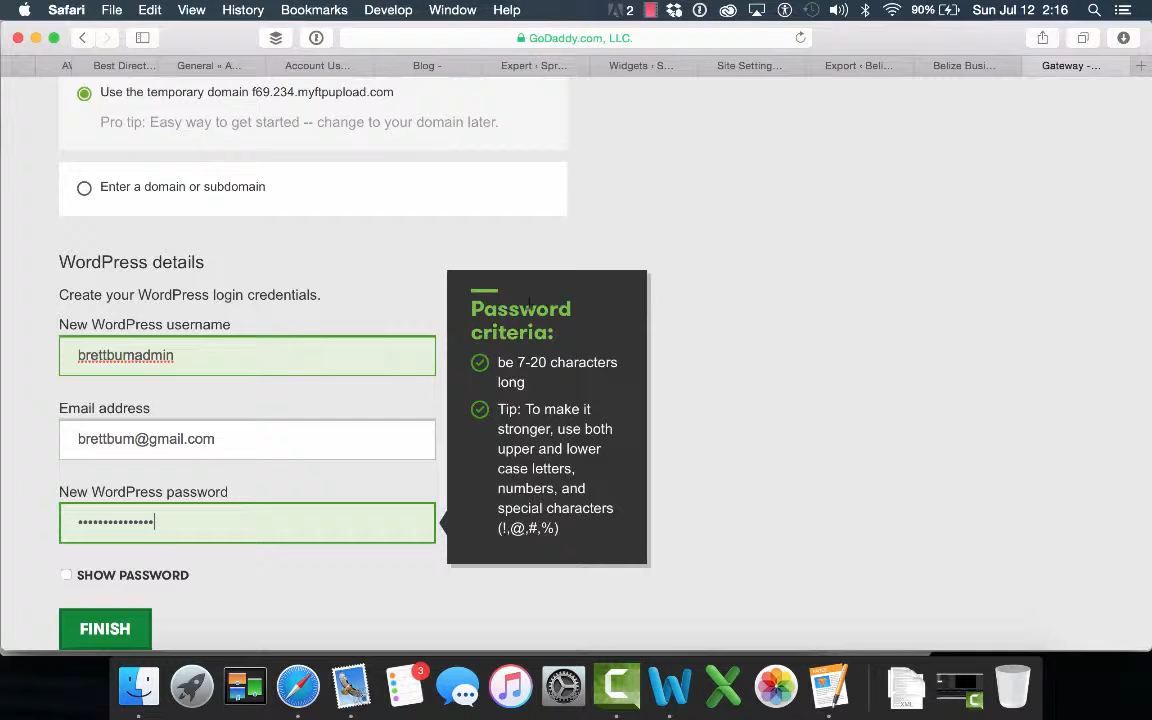 Safari File Edit View History Bookmarks Develop Window Help 2 90% Sun Jul 12 2:16
GoDaddy.com, LLC.
Best Direct... General « A... Account Us... Blog - Expert ‹ Spr... Widgets ‹ S... Site Setting... Export ‹ Beli... Belize Busi... Gateway -...
Use the temporary domain f69.234.myftpupload.com
Pro tip: Easy way to get started -- change to your domain later.
Enter a domain or subdomain
WordPress details
Create your WordPress login credentials.
New WordPress username
brettbumadmin
Email address
brettbum@gmail.com
New WordPress password
•••••••••••••••
SHOW PASSWORD
FINISH
Password
criteria:
be 7-20 characters
long
Tip: To make it
stronger, use both
upper and lower
case letters,
numbers, and
special characters
(!,@,#,%)
3